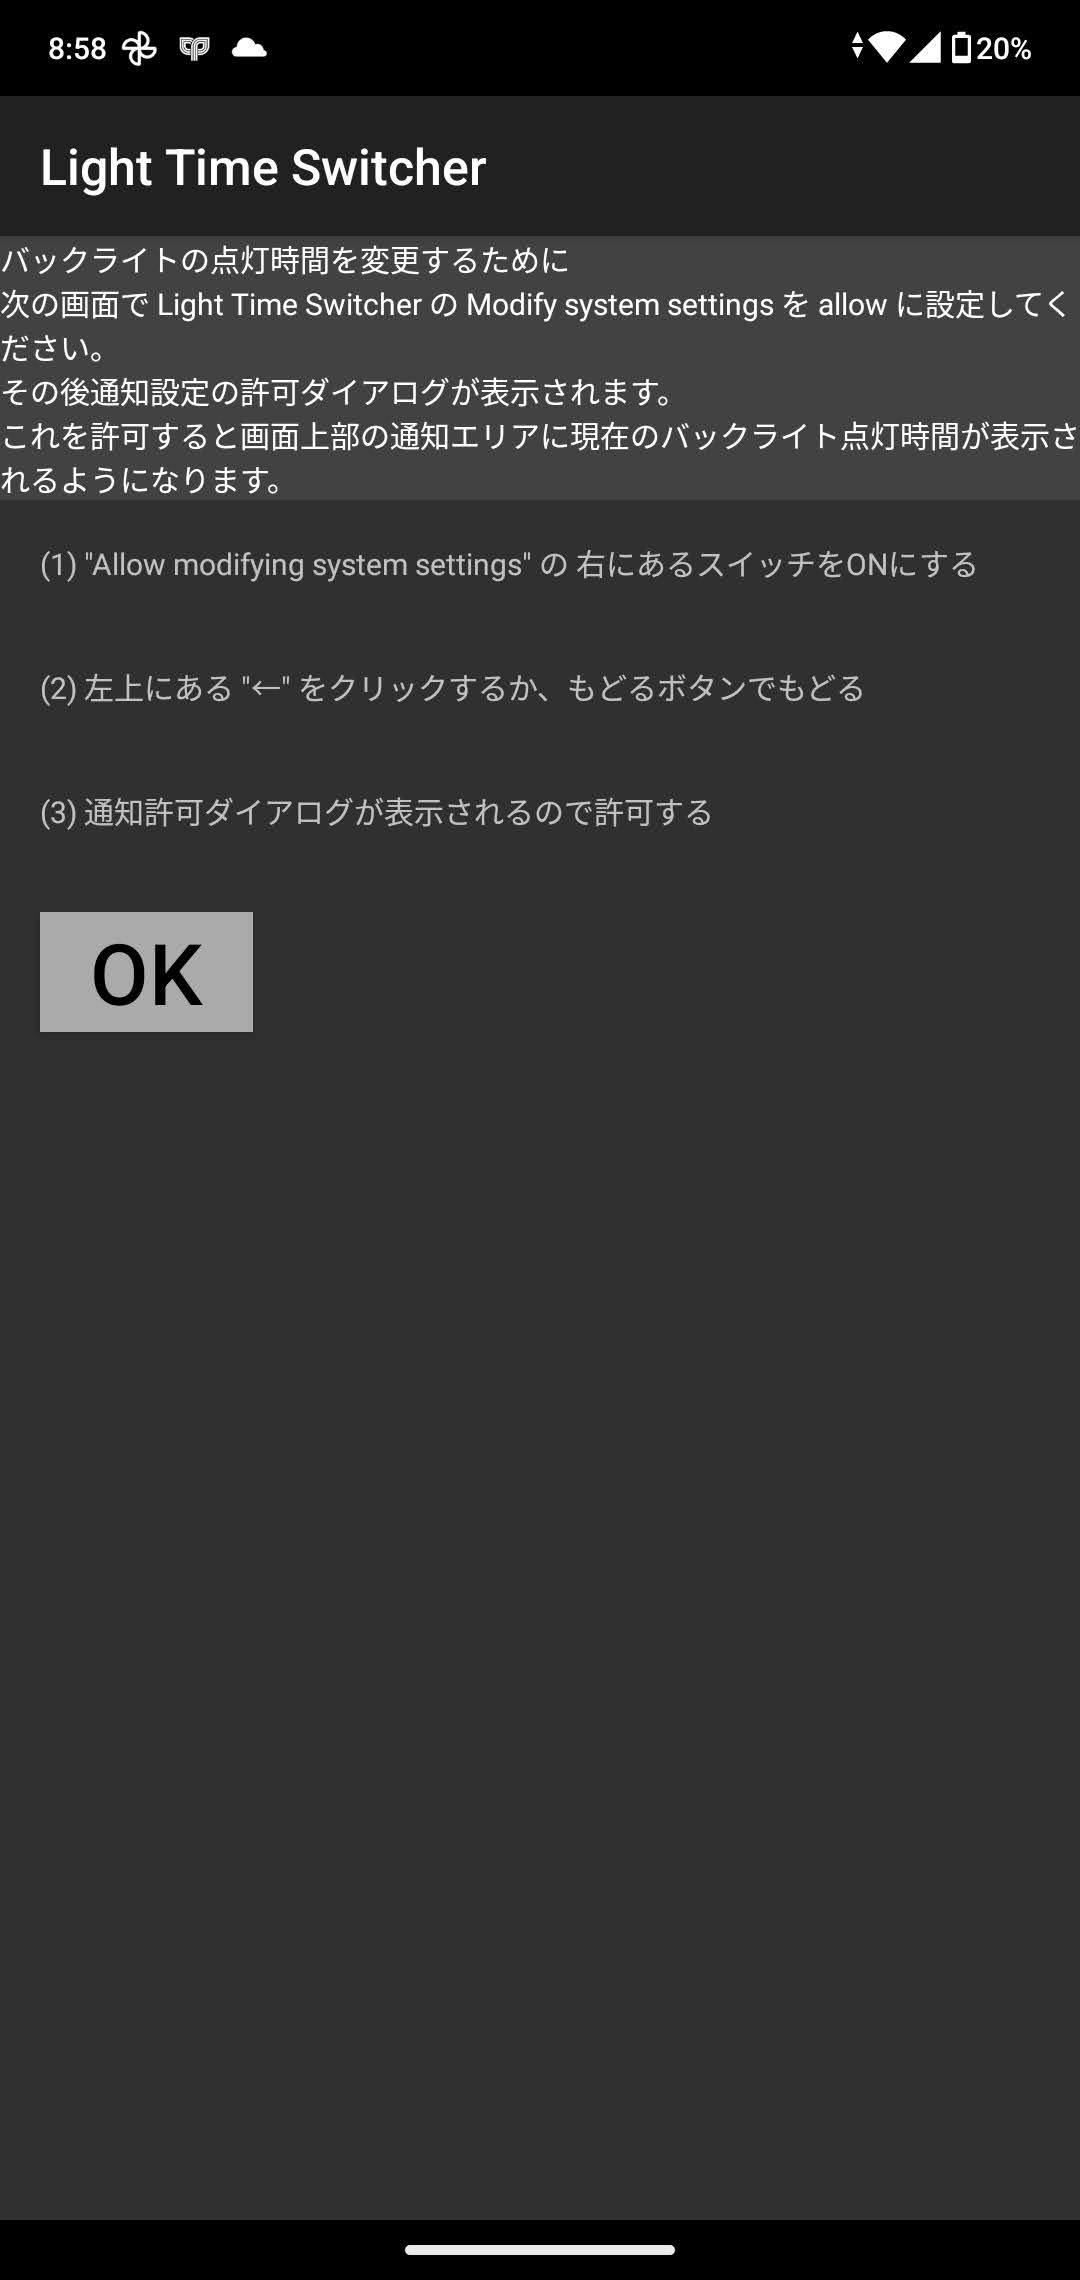 8:58
20%
Light Time Switcher
バックライトの点灯時間を変更するために
次の画面で Light Time Switcher の Modify system settings を allow に設定してく
ださい。
その後通知設定の許可ダイアログが表示されます。
これを許可すると画面上部の通知エリアに現在のバックライト点灯時間が表示さ
れるようになります。
(1) "Allow modifying system settings" の 右にあるスイッチをONにする
(2) 左上にある "←" をクリックするか、もどるボタンでもどる
(3) 通知許可ダイアログが表示されるので許可する
OK